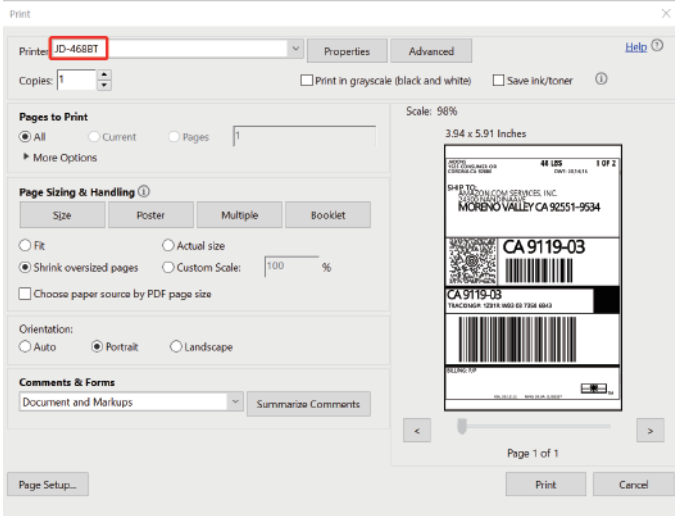 Print
Printer: JD-468BT
Properties
Advanced
Help
Copies: 1
Print in grayscale (black and white)
Save ink/toner
Pages to Print
All
Current
Pages
1
More Options
Page Sizing & Handling
Size
Poster
Multiple
Booklet
Fit
Actual size
Shrink oversized pages
Custom Scale:
100
%
Choose paper source by PDF page size
Orientation:
Auto
Portrait
Landscape
Comments & Forms
Document and Markups
Summarize Comments
Page Setup...
Scale: 98%
3.94 x 5.91 Inches
48 LBS
1 OF 2
SHIP TO:
AMAZON.COM SERVICES, INC.
MORENO VALLEY CA 92551-9534
CA 9119-03
CA 9119-03
BILLING: P/P
<
>
Page 1 of 1
Print
Cancel